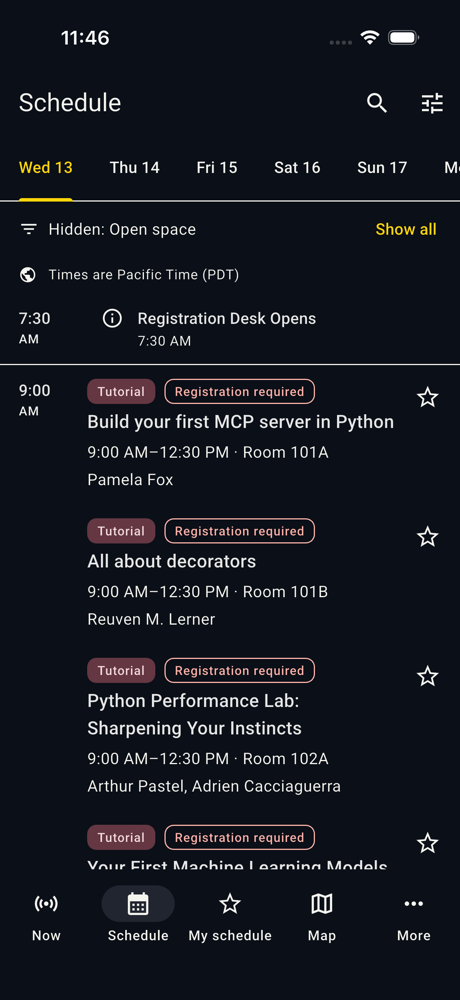 11:46
Schedule
Wed 13 Thu 14 Fri 15 Sat 16 Sun 17 M
Hidden: Open space Show all
Times are Pacific Time (PDT)
7:30 AM
Registration Desk Opens
7:30 AM
9:00 AM
Tutorial Registration required
Build your first MCP server in Python
9:00 AM–12:30 PM · Room 101A
Pamela Fox
Tutorial Registration required
All about decorators
9:00 AM–12:30 PM · Room 101B
Reuven M. Lerner
Tutorial Registration required
Python Performance Lab:
Sharpening Your Instincts
9:00 AM–12:30 PM · Room 102A
Arthur Pastel, Adrien Cacciaguerra
Tutorial Registration required
Your First Machine Learning Models
Now Schedule My schedule Map More